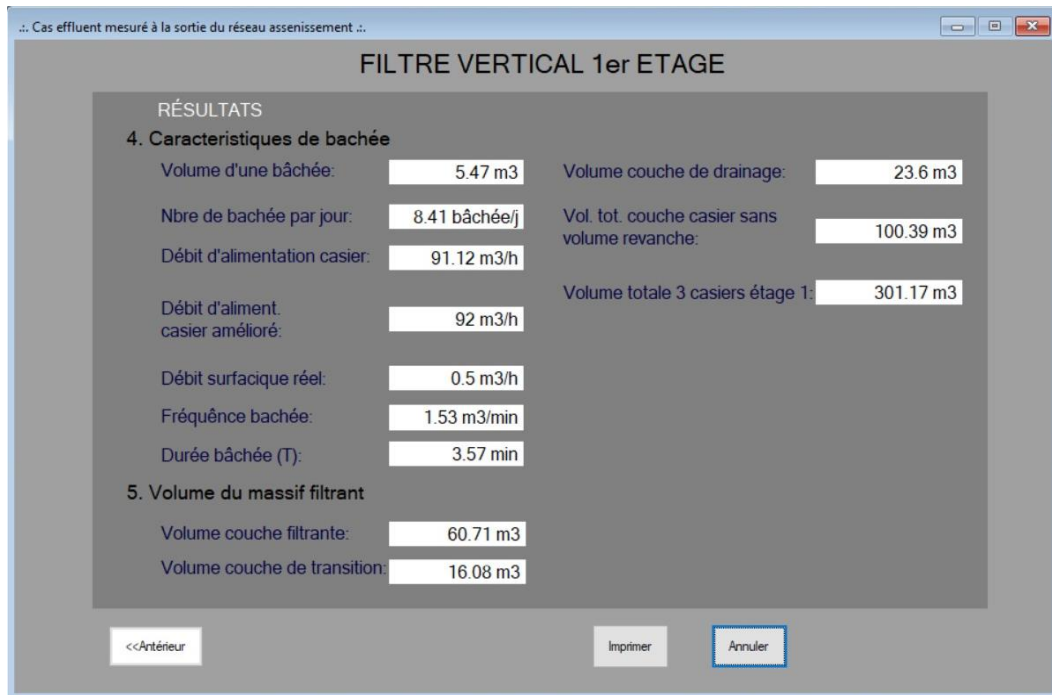 .:. Cas effluent mesuré à la sortie du réseau assenissement .:.
FILTRE VERTICAL 1er ETAGE
RÉSULTATS
4. Caracteristiques de bachée
Volume d'une bâchée: 5.47 m3
Nbre de bachée par jour: 8.41 bâchée/j
Débit d'alimentation casier: 91.12 m3/h
Débit d'aliment.
casier amélioré: 92 m3/h
Débit surfacique réel: 0.5 m3/h
Fréquênce bachée: 1.53 m3/min
Durée bâchée (T): 3.57 min
5. Volume du massif filtrant
Volume couche filtrante: 60.71 m3
Volume couche de transition: 16.08 m3
Volume couche de drainage: 23.6 m3
Vol. tot. couche casier sans
volume revanche: 100.39 m3
Volume totale 3 casiers étage 1: 301.17 m3
<<Antérieur
Imprimer
Annuler